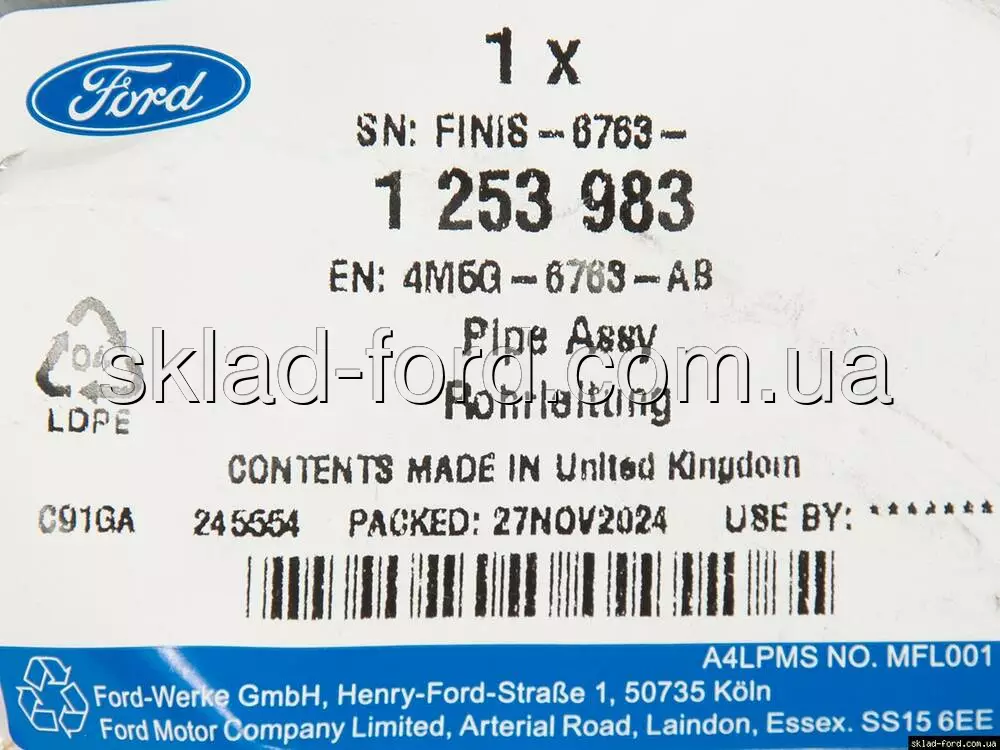 Ford
1 x
SN: FINIS-6763-
1 253 983
EN: 4M5G-6763-AB
Pipe Assy
sklad-ford.com.ua
Rohrleitung
04
LDPE
CONTENTS MADE IN United Kingdom
C91GA 245554 PACKED: 27NOV2024 USE BY: *******
A4LPMS NO. MFL001
Ford-Werke GmbH, Henry-Ford-Straße 1, 50735 Köln
Ford Motor Company Limited, Arterial Road, Laindon, Essex. SS15 6EE
sklad-ford.com.ua